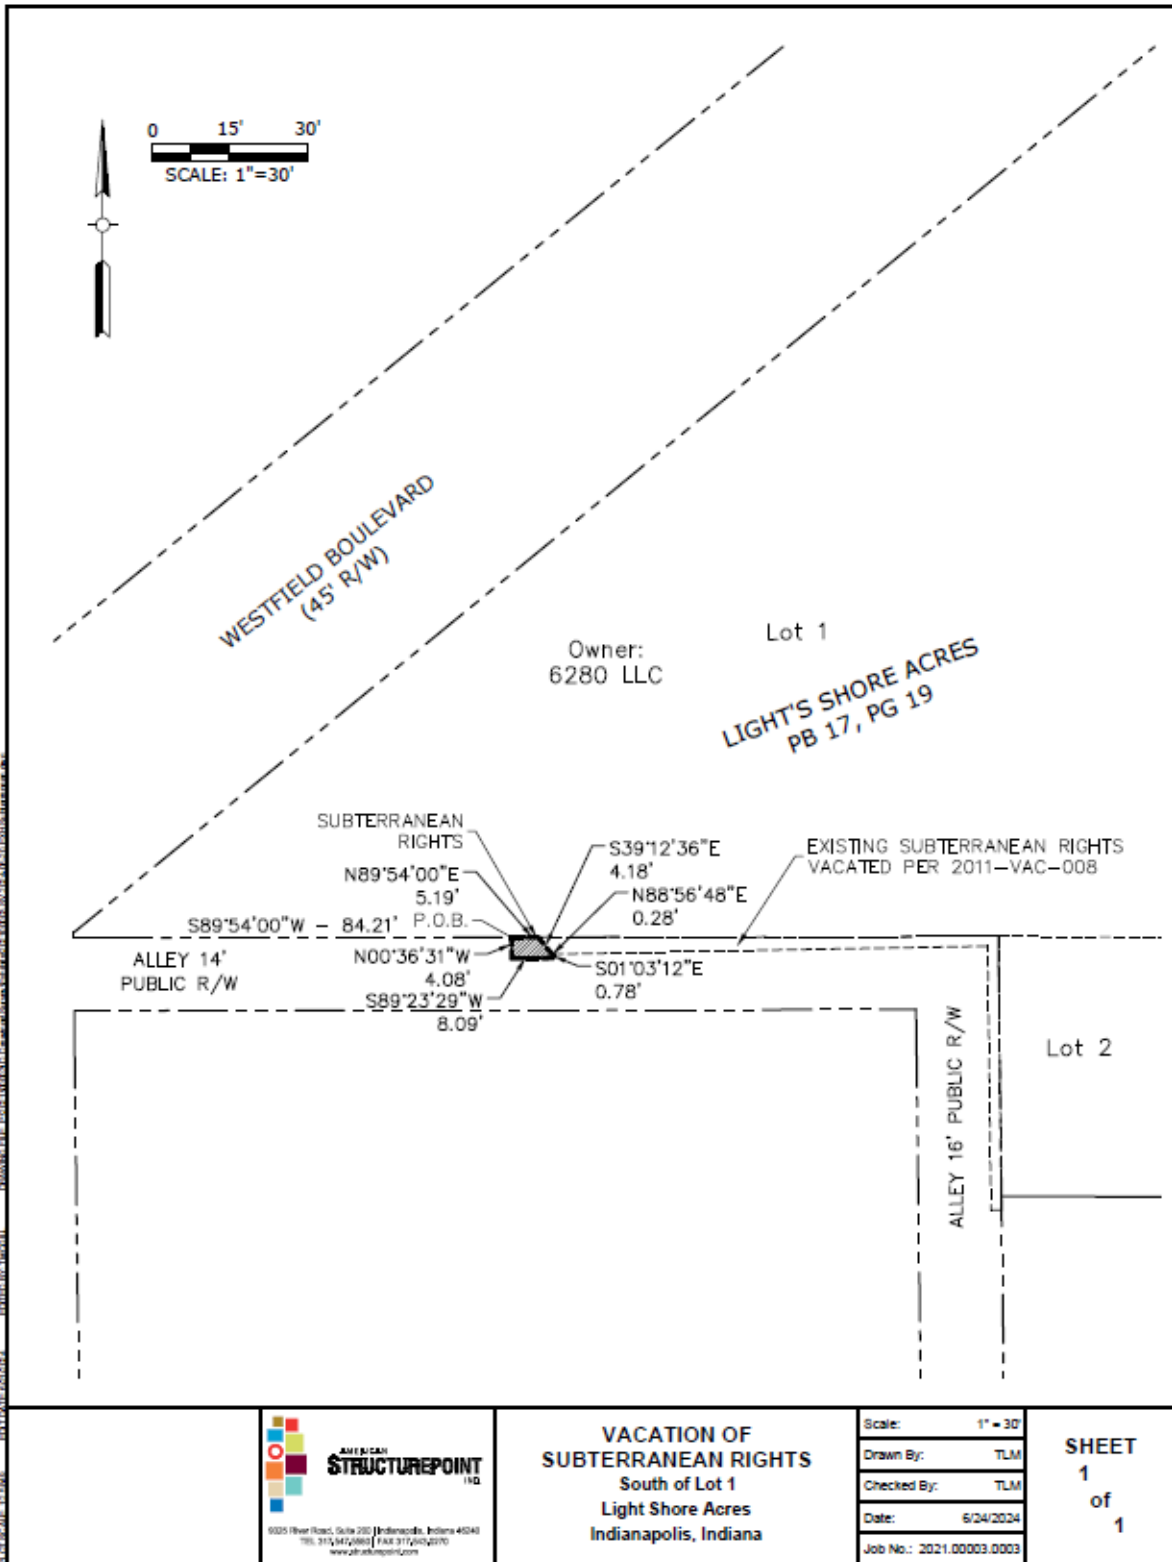 0 15' 30'
SCALE: 1"=30'
WESTFIELD BOULEVARD
(45' R/W)
Owner:
6280 LLC
Lot 1
LIGHT'S SHORE ACRES
PB 17, PG 19
SUBTERRANEAN
RIGHTS
N89°54'00"E
5.19'
S89°54'00"W - 84.21'
P.O.B.
S39°12'36"E
4.18'
N88°56'48"E
0.28'
EXISTING SUBTERRANEAN RIGHTS
VACATED PER 2011-VAC-008
ALLEY 14'
PUBLIC R/W
N00°36'31"W
4.08'
S89°23'29"W
8.09'
S01°03'12"E
0.78'
ALLEY 16' PUBLIC R/W
Lot 2
AMERICAN
STRUCTUREPOINT
INC.
www.structurepoint.com
VACATION OF
SUBTERRANEAN RIGHTS
South of Lot 1
Light Shore Acres
Indianapolis, Indiana
Scale: 1" = 30'
Drawn By: TLM
Checked By: TLM
Date: 6/24/2024
Job No.: 2021.00003.0003
SHEET
1
of
1